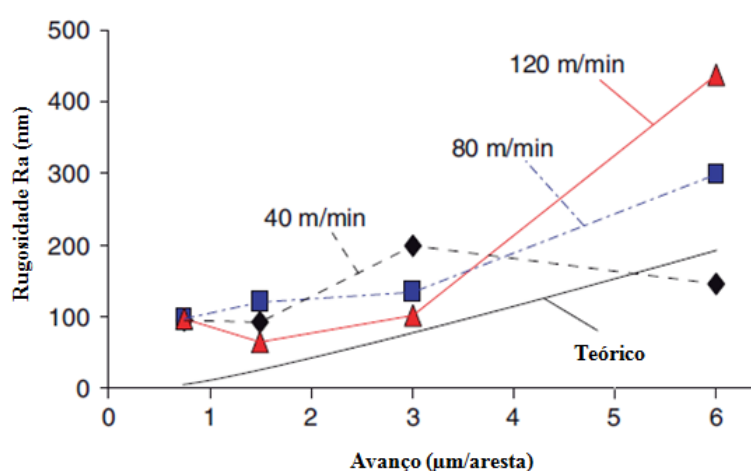 500
400
300
200
100
0
Rugosidade Ra (nm)
120 m/min
80 m/min
40 m/min
Teórico
0 1 2 3 4 5 6
Avanço (µm/aresta)